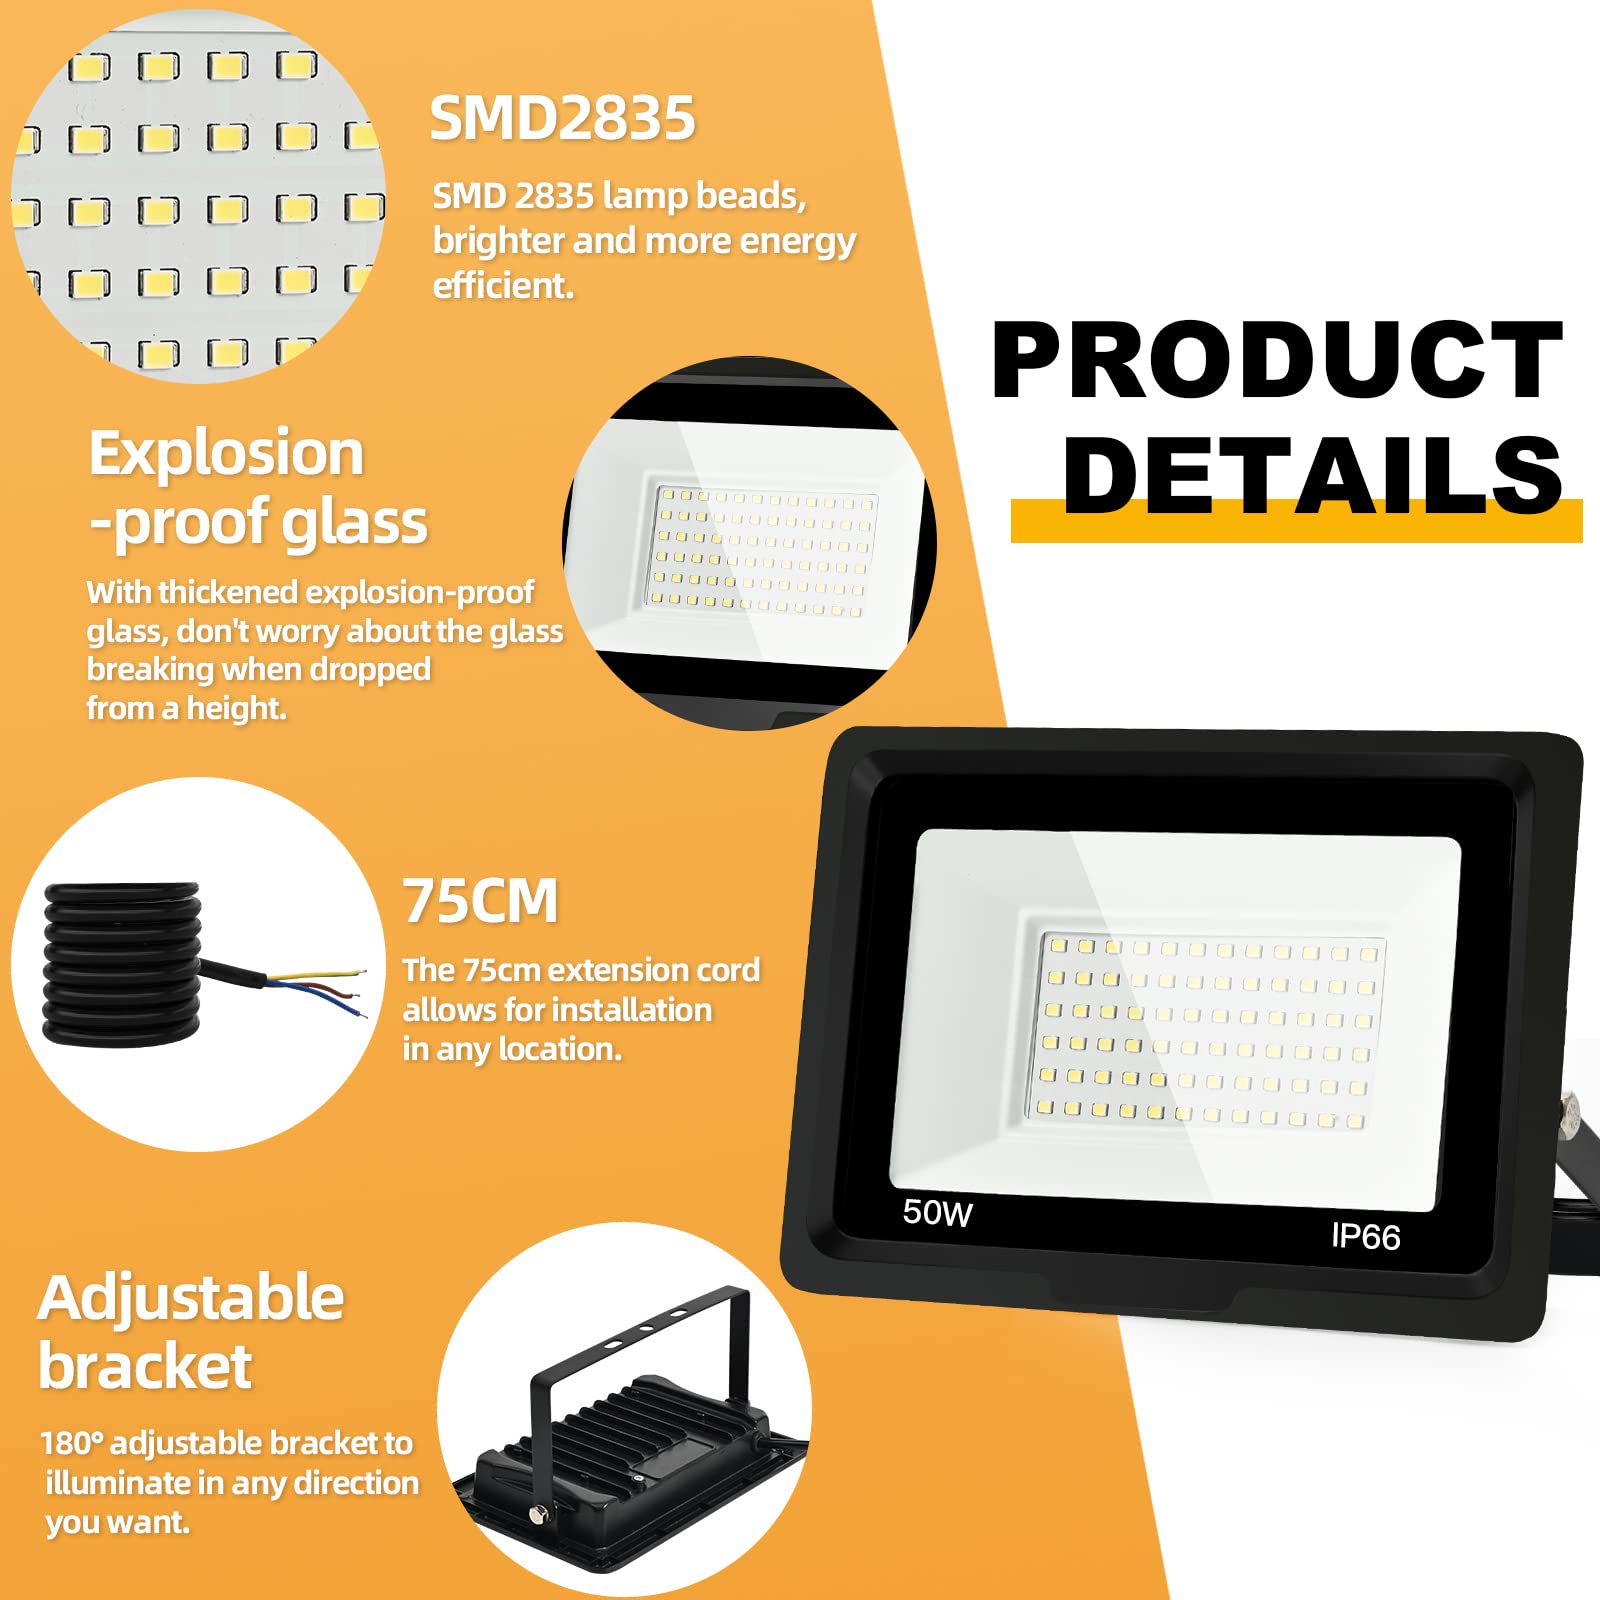 SMD2835
SMD 2835 lamp beads,
brighter and more energy
efficient.
PRODUCT
DETAILS
Explosion
-proof glass
With thickened explosion-proof
glass, don't worry about the glass
breaking when dropped
from a height.
75CM
The 75cm extension cord
allows for installation
in any location.
50W
IP66
Adjustable
bracket
180° adjustable bracket to
illuminate in any direction
you want.